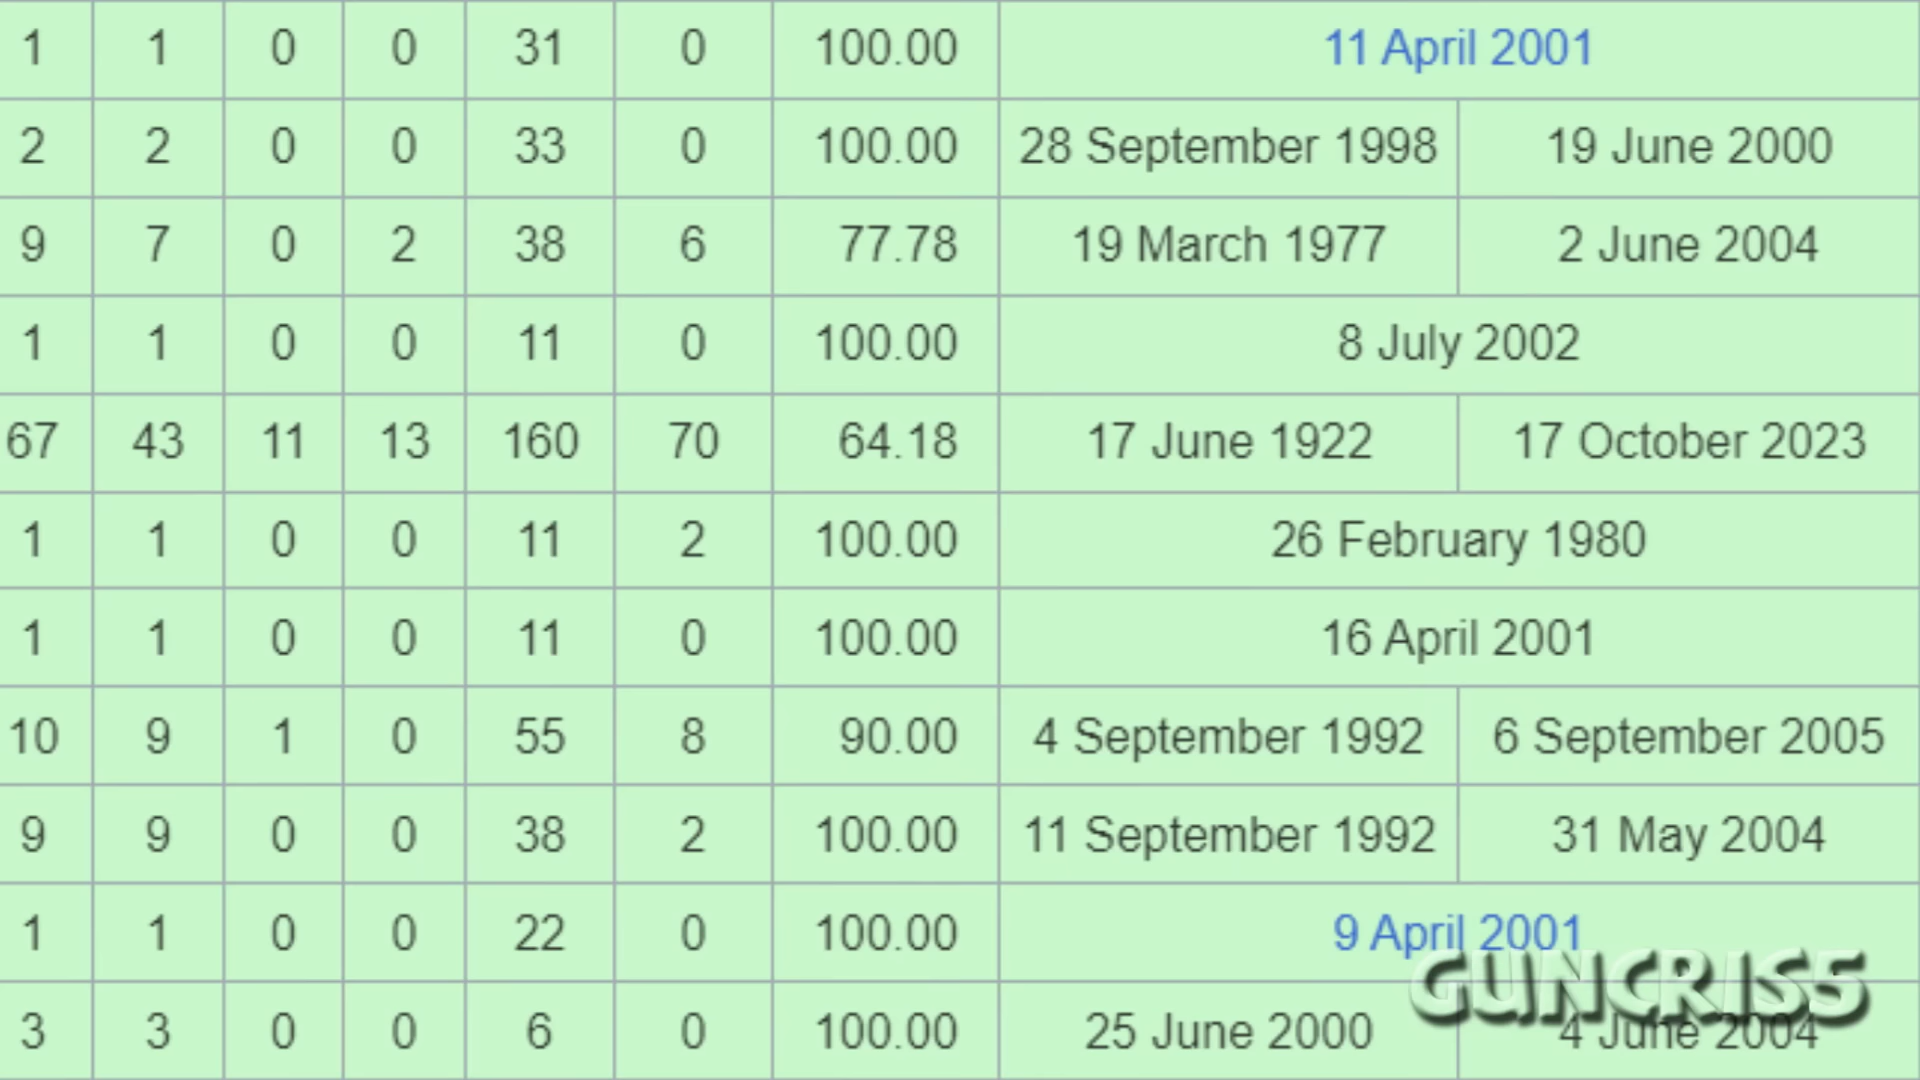 1 1 0 0 31 0 100.00 11 April 2001
2 2 0 0 33 0 100.00 28 September 1998 19 June 2000
9 7 0 2 38 6 77.78 19 March 1977 2 June 2004
1 1 0 0 11 0 100.00 8 July 2002
67 43 11 13 160 70 64.18 17 June 1922 17 October 2023
1 1 0 0 11 2 100.00 26 February 1980
1 1 0 0 11 0 100.00 16 April 2001
10 9 1 0 55 8 90.00 4 September 1992 6 September 2005
9 9 0 0 38 2 100.00 11 September 1992 31 May 2004
1 1 0 0 22 0 100.00 9 April 2001
GUNCRIS5
3 3 0 0 6 0 100.00 25 June 2000 4 June 2004